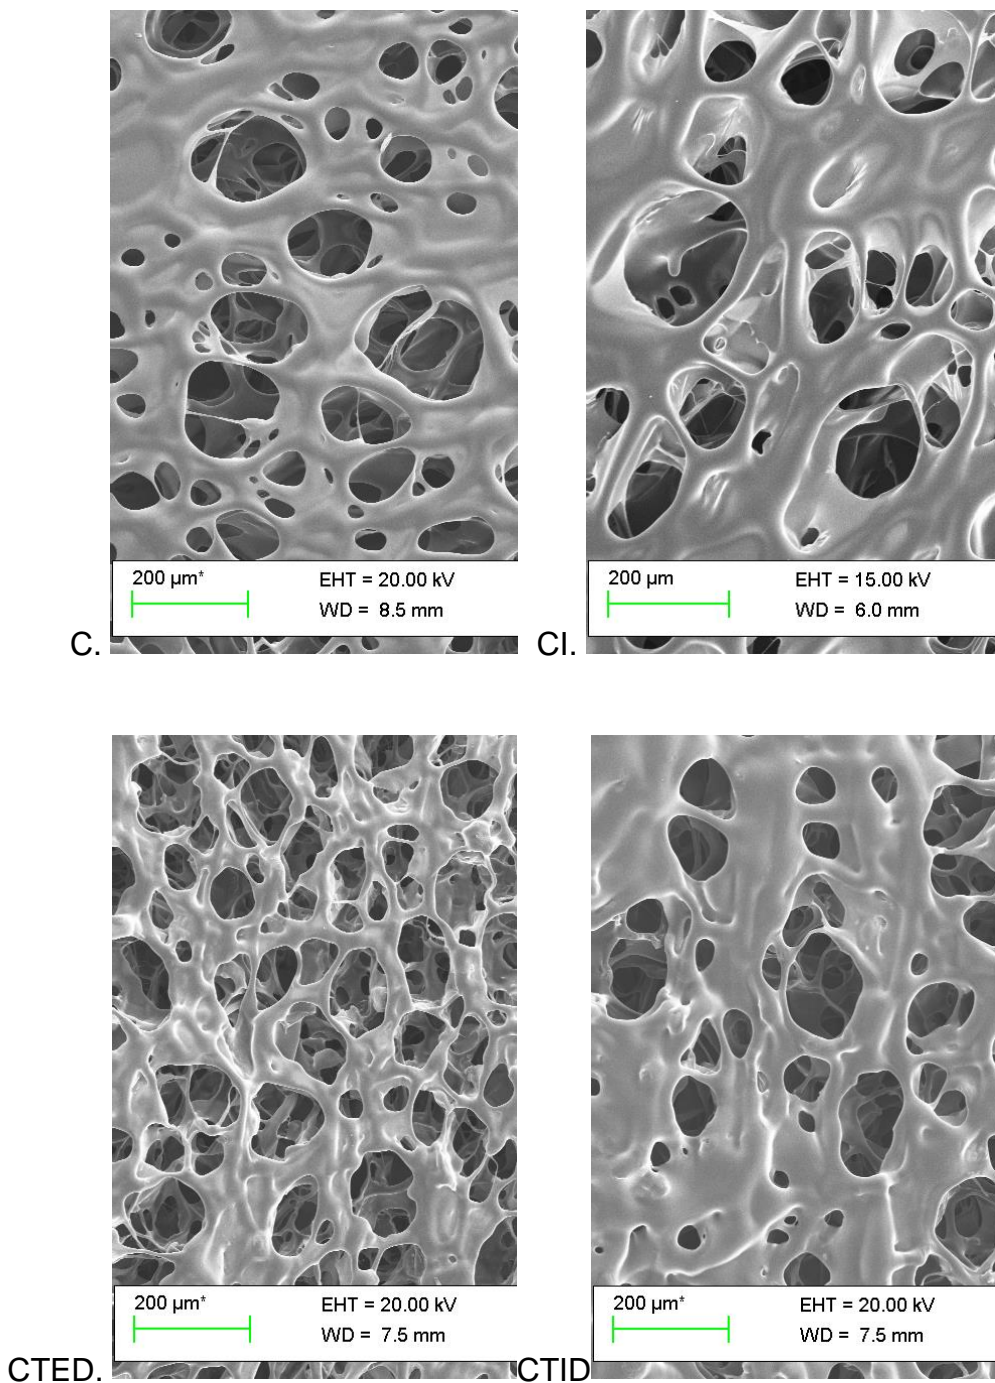 200 µm* EHT = 20.00 kV
WD = 8.5 mm
C.
200 µm EHT = 15.00 kV
WD = 6.0 mm
CI.
200 µm* EHT = 20.00 kV
WD = 7.5 mm
CTED.
200 µm* EHT = 20.00 kV
WD = 7.5 mm
CTID